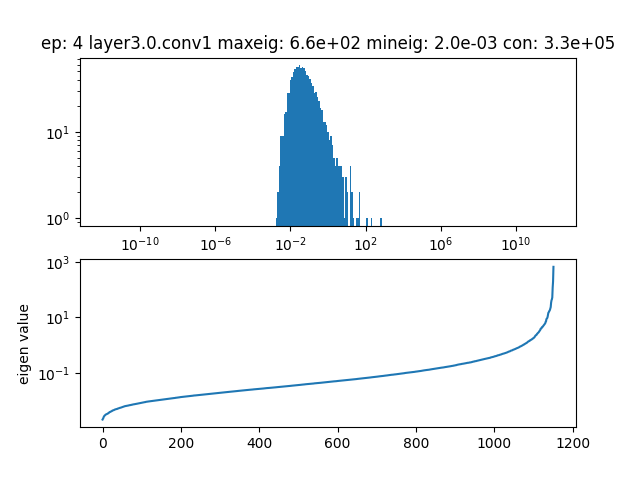 ep: 4 layer3.0.conv1 maxeig: 6.6e+02 mineig: 2.0e-03 con: 3.3e+05
10¹
10⁰
10⁻¹⁰ 10⁻⁶ 10⁻² 10² 10⁶ 10¹⁰
10³
10¹
10⁻¹
eigen value
0 200 400 600 800 1000 1200